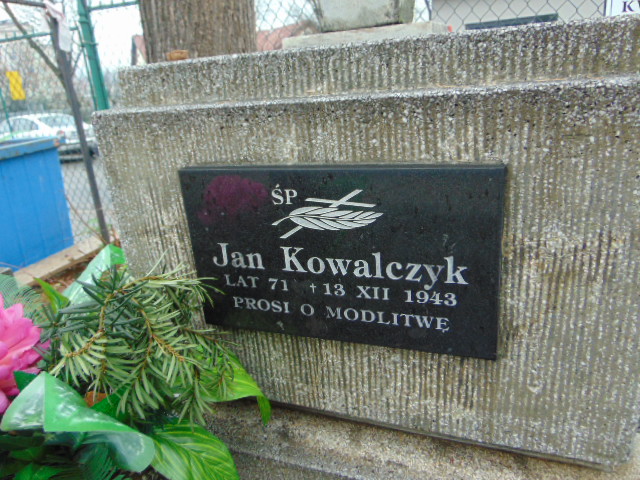 ŚP
Jan Kowalczyk
LAT 71 †13 XII 1943
PROSI O MODLITWĘ
K